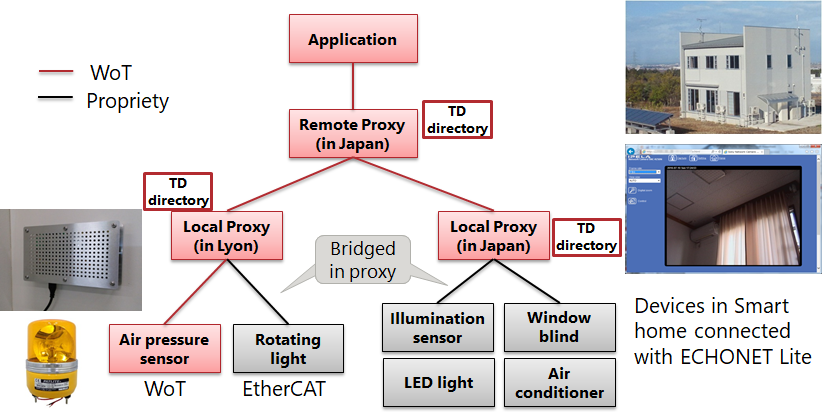 Application
WoT
Propriety
Remote Proxy
(in Japan)
TD
directory
TD
directory
Local Proxy
(in Lyon)
Local Proxy
(in Japan)
TD
directory
Bridged
in proxy
Air pressure
sensor
Rotating
light
WoT
EtherCAT
Illumination
sensor
Window
blind
LED light
Air
conditioner
Devices in Smart
home connected
with ECHONET Lite